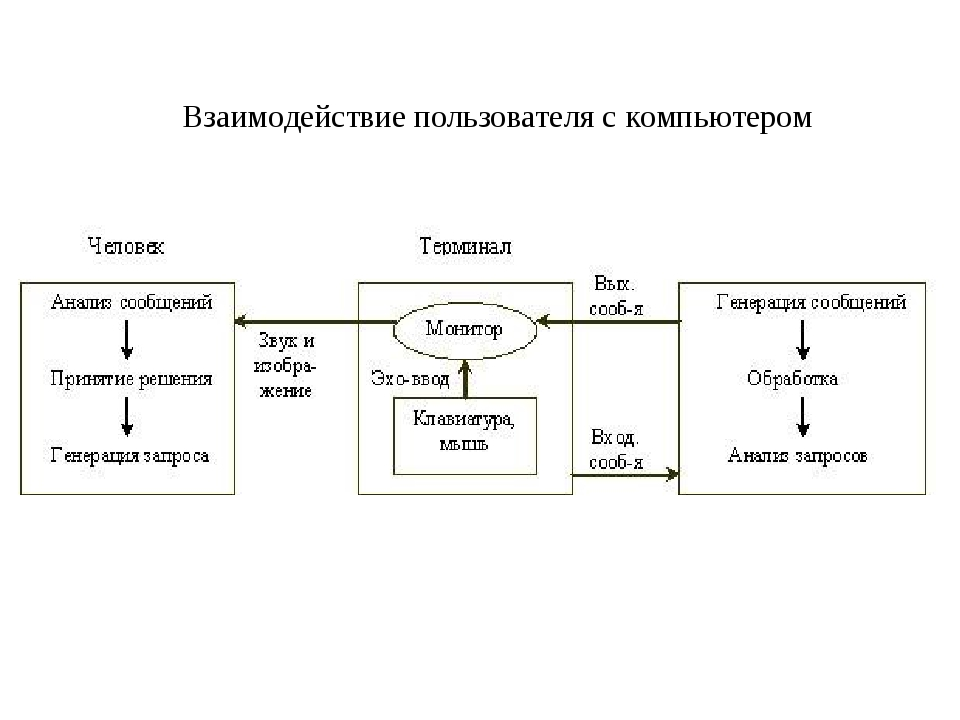 Взаимодействие пользователя с компьютером
Человек
Анализ сообщений
Принятие решения
Генерация запроса
Звук и
изобра-
жение
Терминал
Монитор
Эхо-ввод
Клавиатура,
мышь
Вых.
сооб-я
Вход.
сооб-я
Генерация сообщений
Обработка
Анализ запросов